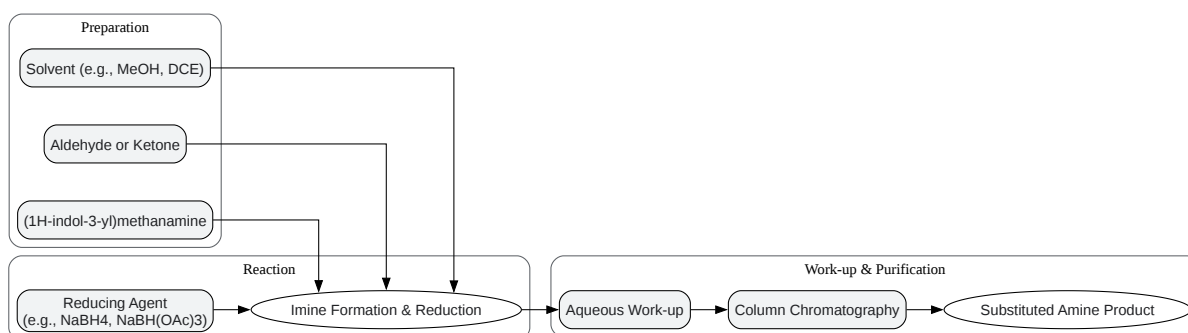 Preparation
Solvent (e.g., MeOH, DCE)
Aldehyde or Ketone
(1H-indol-3-yl)methanamine
Reaction
Reducing Agent
(e.g., NaBH4, NaBH(OAc)3)
Imine Formation & Reduction
Work-up & Purification
Aqueous Work-up
Column Chromatography
Substituted Amine Product